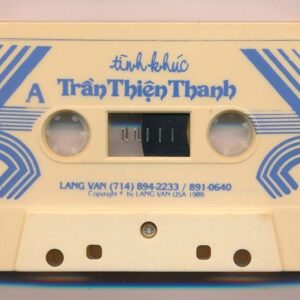 tình khúc
Trần Thiện Thanh
A
LANG VAN (714) 894-2233 / 891-0640
Copyright ® by LANG VAN USA 1989